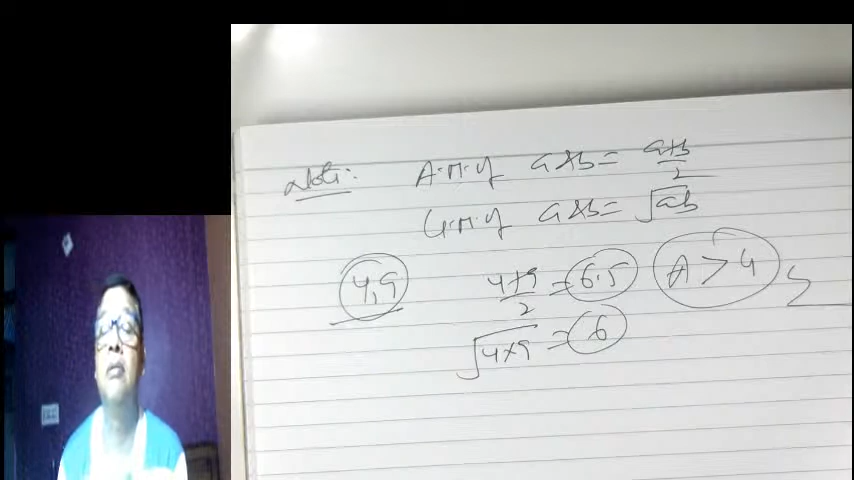 Note: A.M. of a & b = a+b/2
G.M. of a & b = √ab
4,9 4+9/2 = 6.5 A > G
√4×9 = 6